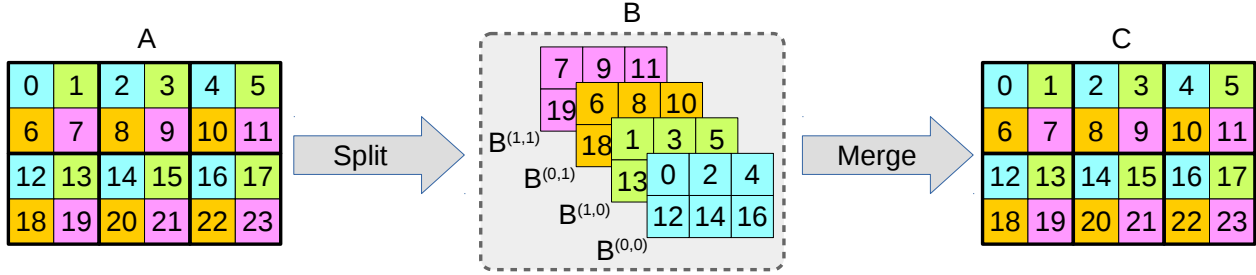 A
0 1 2 3 4 5
6 7 8 9 10 11
12 13 14 15 16 17
18 19 20 21 22 23
Split
B
7 9 11
19
B(1,1)
6 8 10
18
B(0,1)
1 3 5
13
B(1,0)
0 2 4
12 14 16
B(0,0)
Merge
C
0 1 2 3 4 5
6 7 8 9 10 11
12 13 14 15 16 17
18 19 20 21 22 23